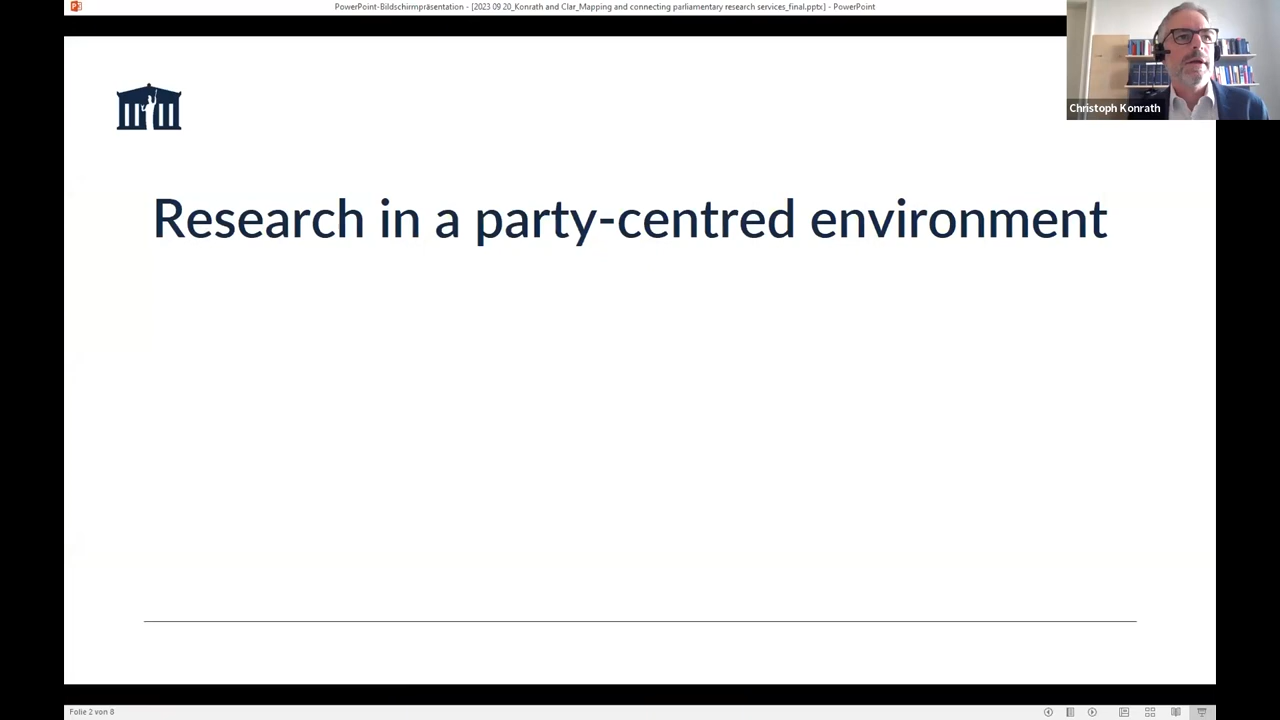 PowerPoint-Bildschirmpräsentation - [2023 09 20_Konrath and Clar_Mapping and connecting parliamentary research services_final.pptx] - PowerPoint
Christoph Konrath
Research in a party-centred environment
Folie 2 von 8